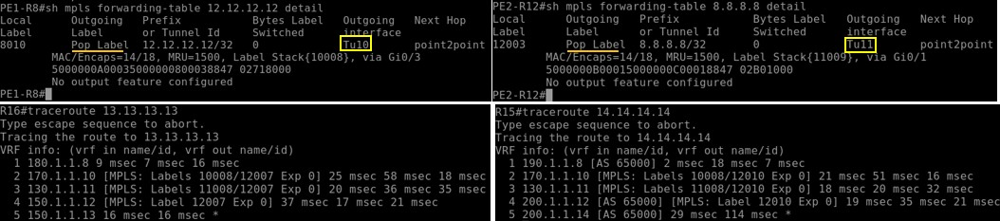 PE1-R8#sh mpls forwarding-table 12.12.12.12 detail
Local      Outgoing   Prefix           Bytes Label   Outgoing   Next Hop
Label      Label      or Tunnel Id     Switched      interface
8010       Pop Label  12.12.12.12/32   0             Tu10       point2point
MAC/Encaps=14/18, MRU=1500, Label Stack{10008}, via Gi0/3
5000000A00035000000800038847 02718000
No output feature configured
PE1-R8#
PE2-R12#sh mpls forwarding-table 8.8.8.8 detail
Local      Outgoing   Prefix           Bytes Label   Outgoing   Next Hop
Label      Label      or Tunnel Id     Switched      interface
12003      Pop Label  8.8.8.8/32       0             Tu11       point2point
MAC/Encaps=14/18, MRU=1500, Label Stack{11009}, via Gi0/1
5000000B00015000000C00018847 02B01000
No output feature configured
PE2-R12#
R16#traceroute 13.13.13.13
Type escape sequence to abort.
Tracing the route to 13.13.13.13
VRF info: (vrf in name/id, vrf out name/id)
1 180.1.1.8 9 msec 7 msec 16 msec
2 170.1.1.10 [MPLS: Labels 10008/12007 Exp 0] 25 msec 58 msec 18 msec
3 130.1.1.11 [MPLS: Labels 11008/12007 Exp 0] 20 msec 36 msec 35 msec
4 150.1.1.12 [MPLS: Label 12007 Exp 0] 37 msec 17 msec 21 msec
5 150.1.1.13 16 msec 16 msec *
R15#traceroute 14.14.14.14
Type escape sequence to abort.
Tracing the route to 14.14.14.14
VRF info: (vrf in name/id, vrf out name/id)
1 190.1.1.8 [AS 65000] 2 msec 18 msec 7 msec
2 170.1.1.10 [MPLS: Labels 10008/12010 Exp 0] 21 msec 51 msec 16 msec
3 130.1.1.11 [MPLS: Labels 11008/12010 Exp 0] 18 msec 20 msec 32 msec
4 200.1.1.12 [AS 65000] [MPLS: Label 12010 Exp 0] 19 msec 35 msec 21 msec
5 200.1.1.14 [AS 65000] 29 msec 114 msec *